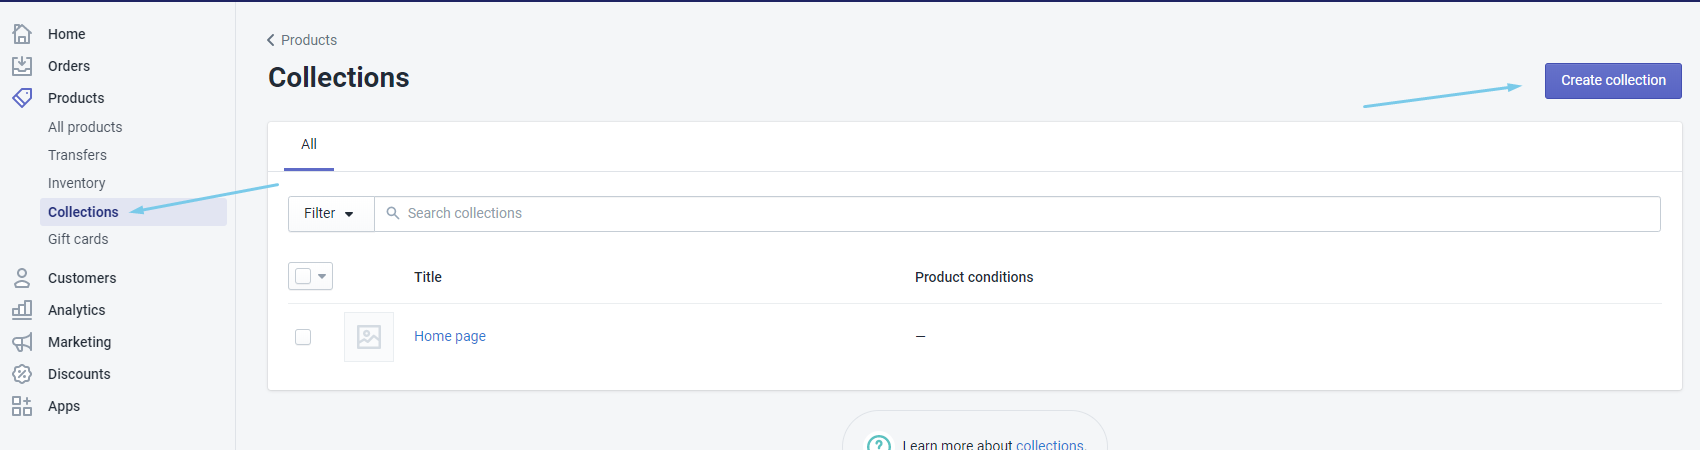 Home
Orders
Products
All products
Transfers
Inventory
Collections
Gift cards
Customers
Analytics
Marketing
Discounts
Apps
Products
Collections
Create collection
All
Filter
Search collections
Title
Product conditions
Home page
—
Learn more about collections.